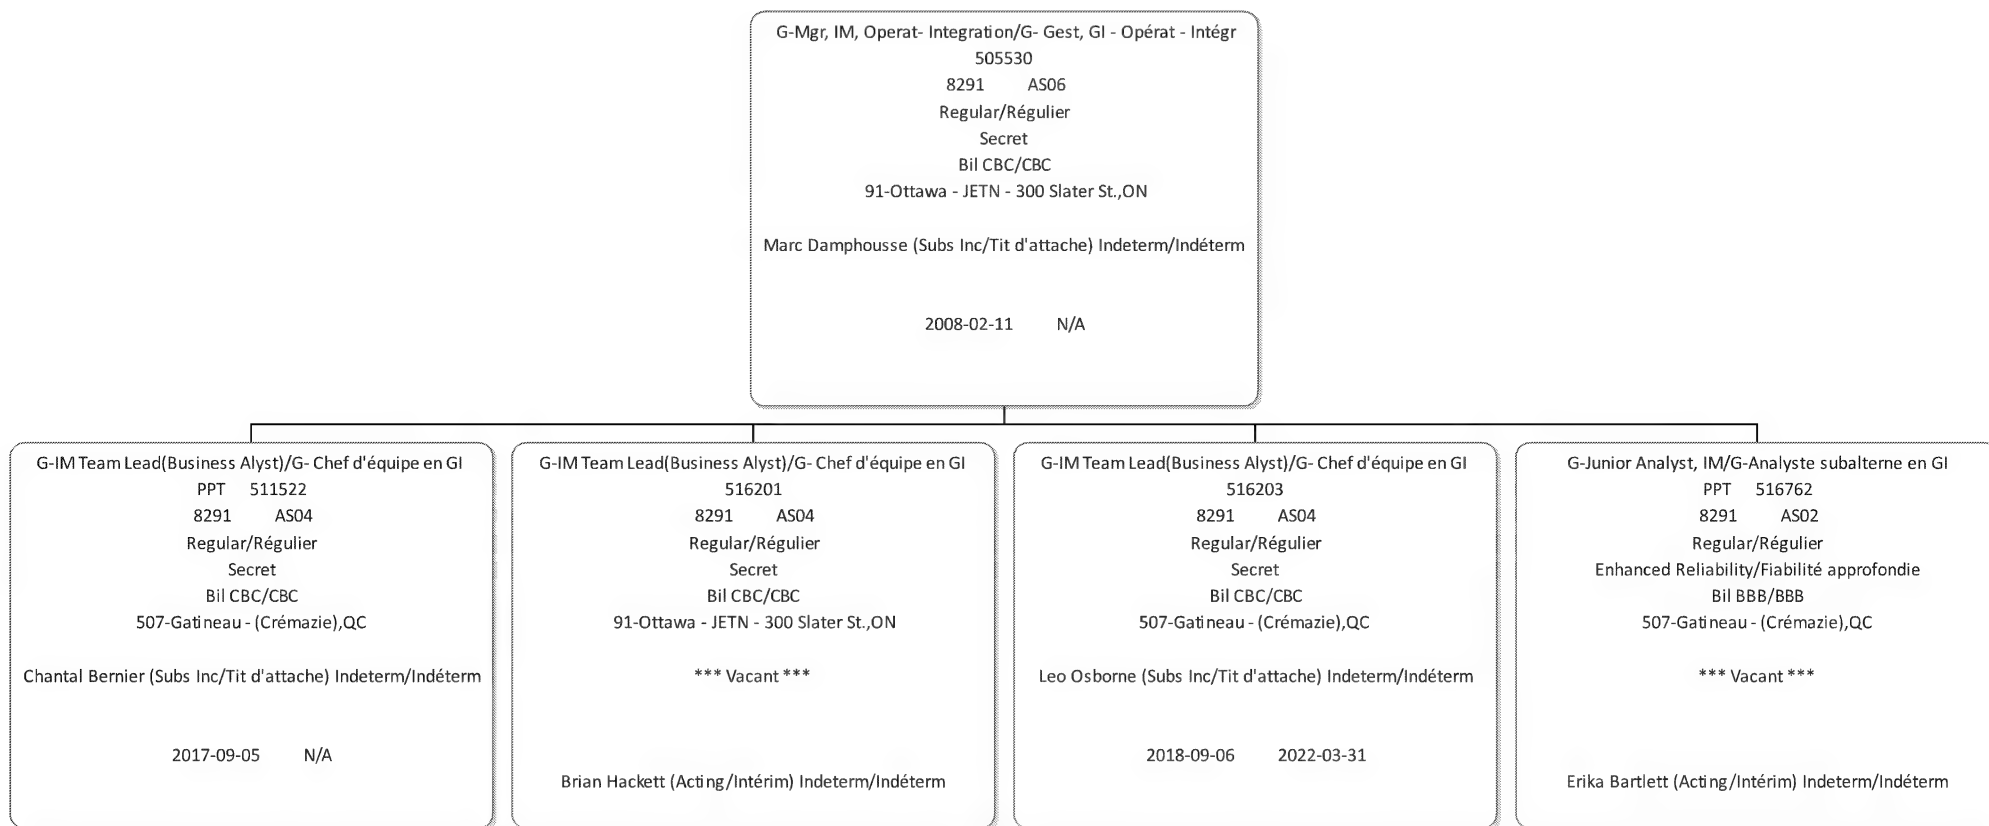 G-Mgr, IM, Operat- Integration/G- Gest, GI - Opérat - Intégr
505530
8291 AS06
Regular/Régulier
Secret
Bil CBC/CBC
91-Ottawa - JETN - 300 Slater St.,ON
Marc Damphousse (Subs Inc/Tit d'attache) Indeterm/Indéterm
2008-02-11 N/A
G-IM Team Lead(Business Alyst)/G- Chef d'équipe en GI
PPT 511522
8291 AS04
Regular/Régulier
Secret
Bil CBC/CBC
507-Gatineau - (Crémazie),QC
Chantal Bernier (Subs Inc/Tit d'attache) Indeterm/Indéterm
2017-09-05 N/A
G-IM Team Lead(Business Alyst)/G- Chef d'équipe en GI
516201
8291 AS04
Regular/Régulier
Secret
Bil CBC/CBC
91-Ottawa - JETN - 300 Slater St.,ON
*** Vacant ***
Brian Hackett (Acting/Intérim) Indeterm/Indéterm
G-IM Team Lead(Business Alyst)/G- Chef d'équipe en GI
516203
8291 AS04
Regular/Régulier
Secret
Bil CBC/CBC
507-Gatineau - (Crémazie),QC
Leo Osborne (Subs Inc/Tit d'attache) Indeterm/Indéterm
2018-09-06 2022-03-31
G-Junior Analyst, IM/G-Analyste subalterne en GI
PPT 516762
8291 AS02
Regular/Régulier
Enhanced Reliability/Fiabilité approfondie
Bil BBB/BBB
507-Gatineau - (Crémazie),QC
*** Vacant ***
Erika Bartlett (Acting/Intérim) Indeterm/Indéterm